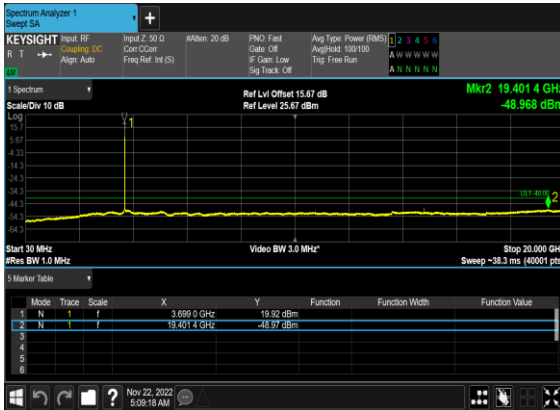 Spectrum Analyzer 1
Swept SA
+
KEYSIGHT Input: RF Input Z: 50 Ω #Atten: 20 dB PNO: Fast Avg Type: Power (RMS) 1 2 3 4 5 6
R T Coupling: DC Corr CCorr Gate: Off Avg|Hold: 100/100 A W W W W W
Align: Auto Freq Ref: Int (S) IF Gain: Low Trig: Free Run
Sig Track: Off A N N N N N
1 Spectrum
Scale/Div 10 dB Ref Lvl Offset 15.67 dB Mkr2 19.401 4 GHz
Ref Level 25.67 dBm -48.968 dBm
Log
15.7
5.67
-4.33
-14.3
-24.3
-34.3
-44.3
-54.3
-64.3
1
2
Start 30 MHz Video BW 3.0 MHz* Stop 20.000 GH
#Res BW 1.0 MHz Sweep ~38.3 ms (40001 pts
5 Marker Table
Mode Trace Scale X Y Function Function Width Function Value
1 N 1 f 3.699 0 GHz 19.92 dBm
2 N 1 f 19.401 4 GHz -48.97 dBm
3
4
5
6
? Nov 22, 2022
5:09:18 AM